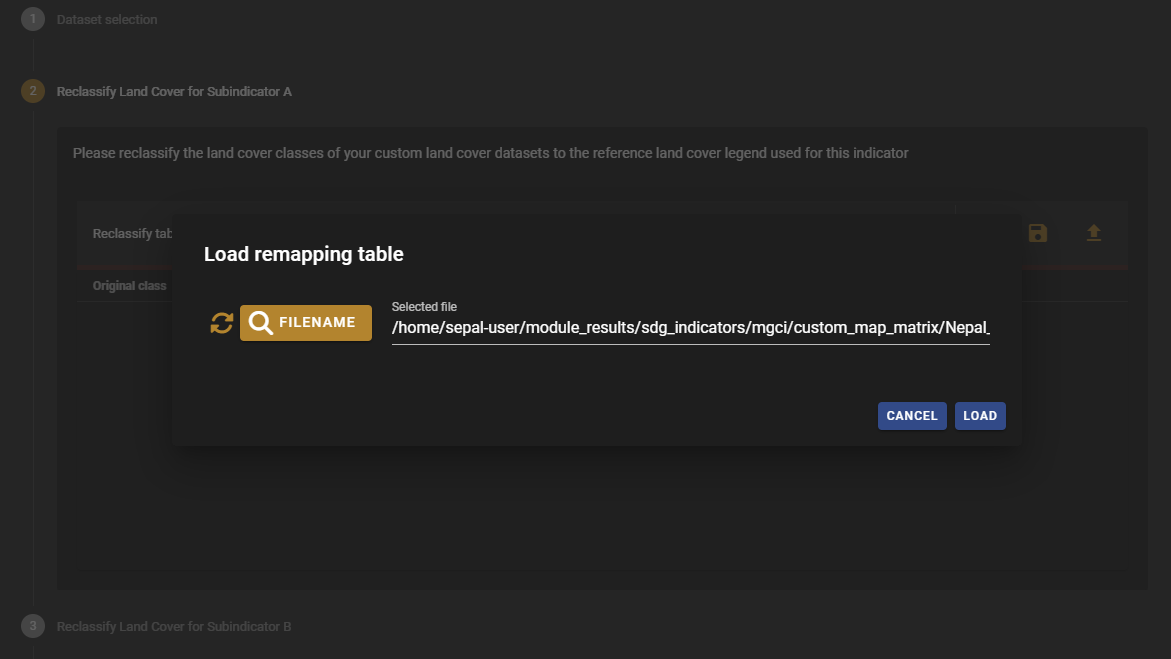 1 Dataset selection
2 Reclassify Land Cover for Subindicator A
Please reclassify the land cover classes of your custom land cover datasets to the reference land cover legend used for this indicator
Reclassify tab
Original class
Load remapping table
FILENAME
Selected file
/home/sepal-user/module_results/sdg_indicators/mgci/custom_map_matrix/Nepal_
CANCEL LOAD
3 Reclassify Land Cover for Subindicator B